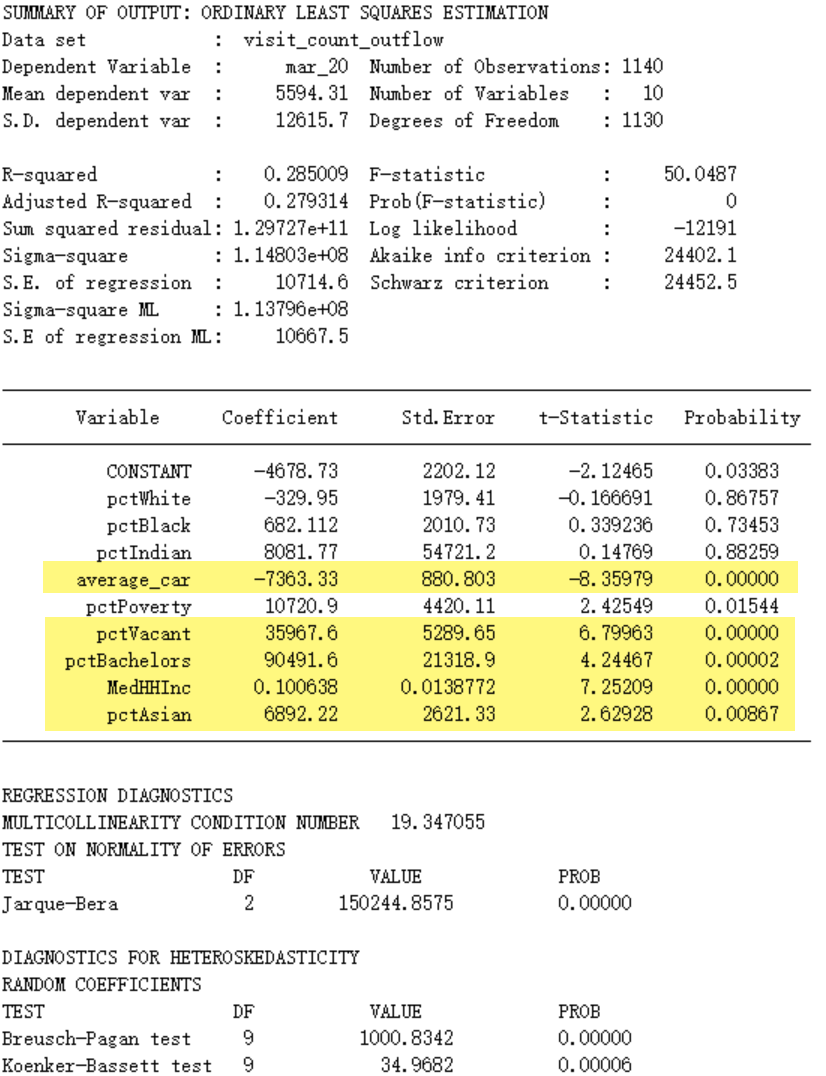 SUMMARY OF OUTPUT: ORDINARY LEAST SQUARES ESTIMATION
Data set : visit_count_outflow
Dependent Variable : mar_20 Number of Observations: 1140
Mean dependent var : 5594.31 Number of Variables : 10
S.D. dependent var : 12615.7 Degrees of Freedom : 1130
R-squared : 0.285009 F-statistic : 50.0487
Adjusted R-squared : 0.279314 Prob(F-statistic) : 0
Sum squared residual: 1.29727e+11 Log likelihood : -12191
Sigma-square : 1.14803e+08 Akaike info criterion : 24402.1
S.E. of regression : 10714.6 Schwarz criterion : 24452.5
Sigma-square ML : 1.13796e+08
S.E of regression ML: 10667.5
Variable Coefficient Std.Error t-Statistic Probability
CONSTANT -4678.73 2202.12 -2.12465 0.03383
pctWhite -329.95 1979.41 -0.166691 0.86757
pctBlack 682.112 2010.73 0.339236 0.73453
pctIndian 8081.77 54721.2 0.14769 0.88259
average_car -7363.33 880.803 -8.35979 0.00000
pctPoverty 10720.9 4420.11 2.42549 0.01544
pctVacant 35967.6 5289.65 6.79963 0.00000
pctBachelors 90491.6 21318.9 4.24467 0.00002
MedHHInc 0.100638 0.0138772 7.25209 0.00000
pctAsian 6892.22 2621.33 2.62928 0.00867
REGRESSION DIAGNOSTICS
MULTICOLLINEARITY CONDITION NUMBER 19.347055
TEST ON NORMALITY OF ERRORS
TEST DF VALUE PROB
Jarque-Bera 2 150244.8575 0.00000
DIAGNOSTICS FOR HETEROSKEDASTICITY
RANDOM COEFFICIENTS
TEST DF VALUE PROB
Breusch-Pagan test 9 1000.8342 0.00000
Koenker-Bassett test 9 34.9682 0.00006